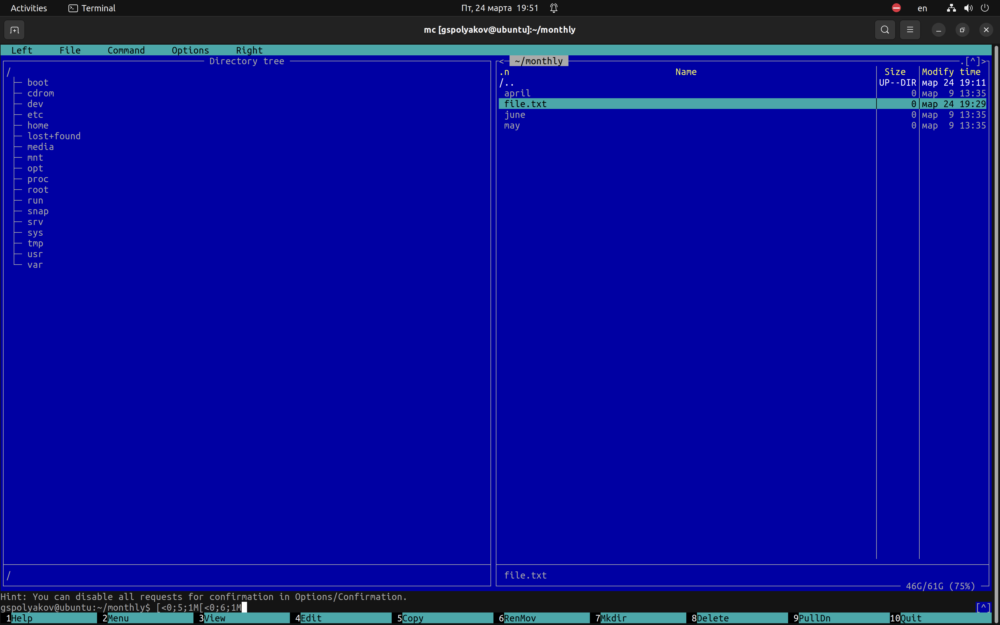 Activities Terminal Пт, 24 марта 19:51 en
mc [gspolyakov@ubuntu]:~/monthly
Left File Command Options Right
Directory tree
/
boot
cdrom
dev
etc
home
lost+found
media
mnt
opt
proc
root
run
snap
srv
sys
tmp
usr
var
/
<─ ~/monthly .[^]>
.n Name Size Modify time
/.. UP--DIR мар 24 19:11
april 0 мар 9 13:35
file.txt 0 мар 24 19:29
june 0 мар 9 13:35
may 0 мар 9 13:35
file.txt
46G/61G (75%)
Hint: You can disable all requests for confirmation in Options/Confirmation.
gspolyakov@ubuntu:~/monthly$ [<0;5;1M[<0;6;1M [^]
1Help 2Menu 3View 4Edit 5Copy 6RenMov 7Mkdir 8Delete 9PullDn 10Quit